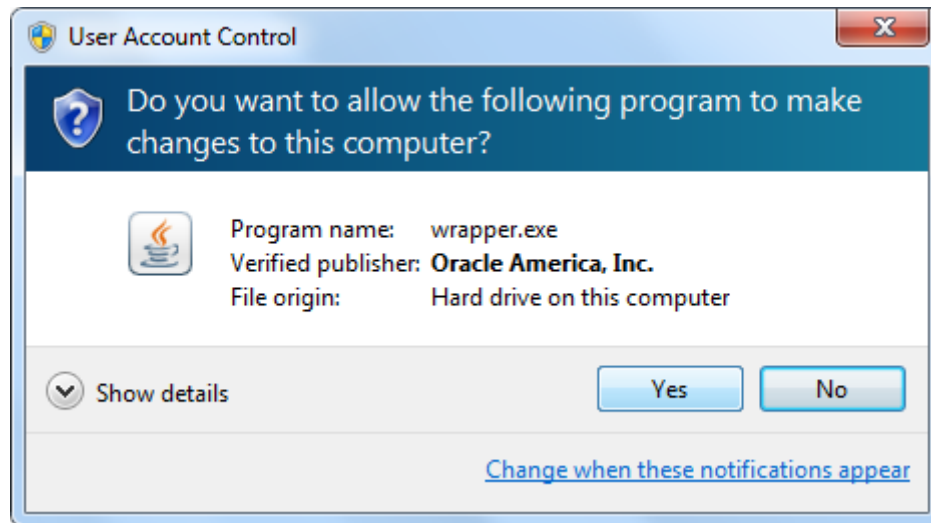 User Account Control
Do you want to allow the following program to make
changes to this computer?
Program name: wrapper.exe
Verified publisher: Oracle America, Inc.
File origin: Hard drive on this computer
Show details
Yes No
Change when these notifications appear